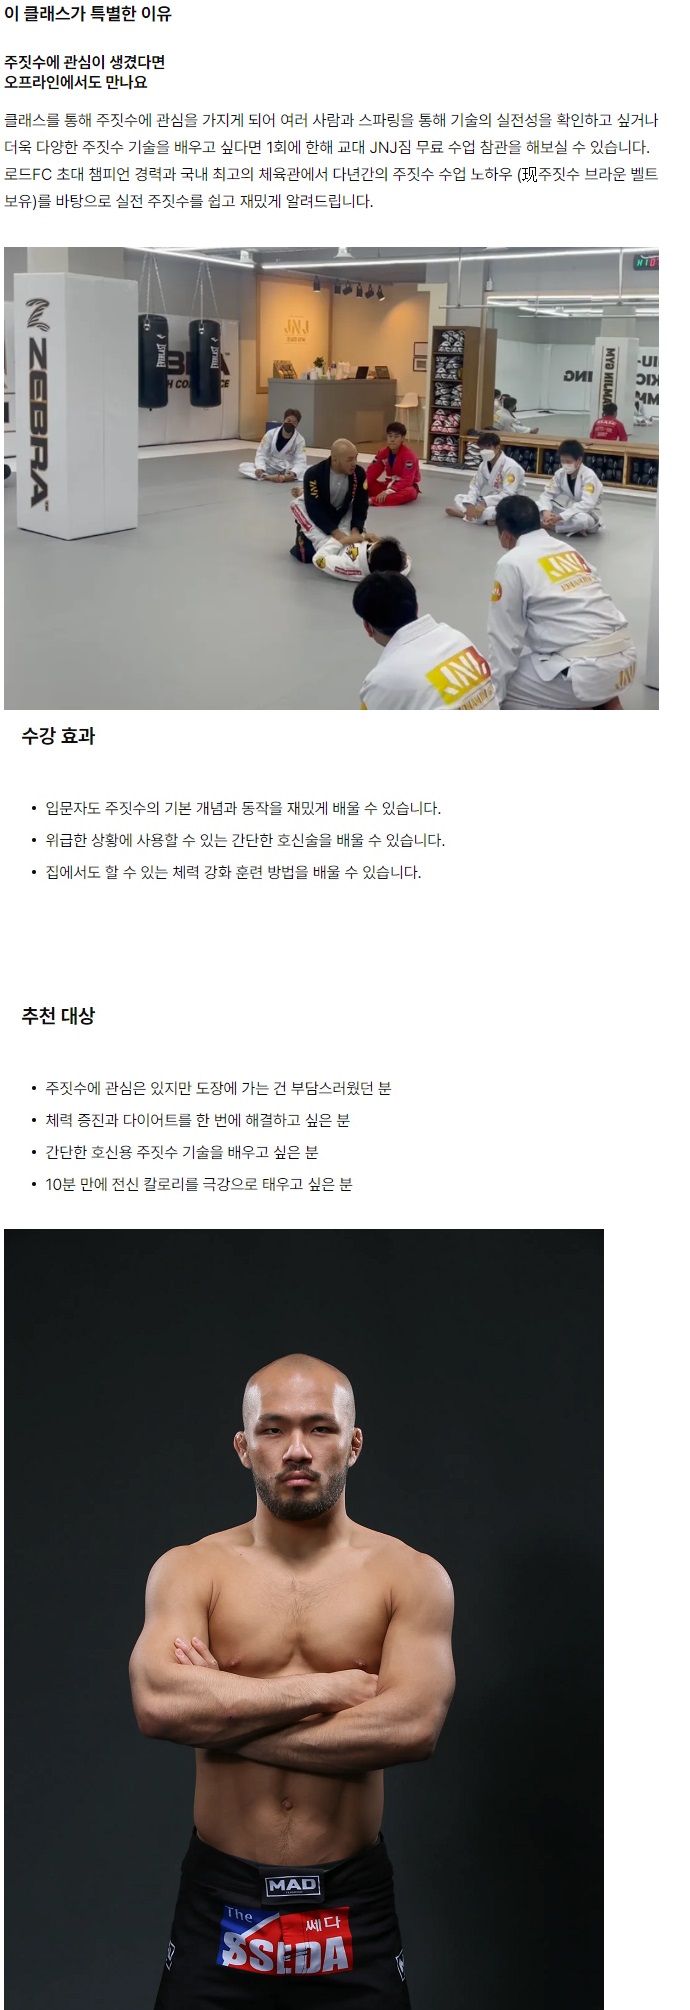 이 클래스가 특별한 이유
주짓수에 관심이 생겼다면
오프라인에서도 만나요
클래스를 통해 주짓수에 관심을 가지게 되어 여러 사람과 스파링을 통해 기술의 실전성을 확인하고 싶거나
더욱 다양한 주짓수 기술을 배우고 싶다면 1회에 한해 교대 JNJ짐 무료 수업 참관을 해보실 수 있습니다.
로드FC 초대 챔피언 경력과 국내 최고의 체육관에서 다년간의 주짓수 수업 노하우 (现주짓수 브라운 벨트
보유)를 바탕으로 실전 주짓수를 쉽고 재밌게 알려드립니다.
ZEBRA
JNJ
JNJ
JNJ
JNJ
수강 효과
• 입문자도 주짓수의 기본 개념과 동작을 재밌게 배울 수 있습니다.
• 위급한 상황에 사용할 수 있는 간단한 호신술을 배울 수 있습니다.
• 집에서도 할 수 있는 체력 강화 훈련 방법을 배울 수 있습니다.
추천 대상
• 주짓수에 관심은 있지만 도장에 가는 건 부담스러웠던 분
• 체력 증진과 다이어트를 한 번에 해결하고 싶은 분
• 간단한 호신용 주짓수 기술을 배우고 싶은 분
• 10분 만에 전신 칼로리를 극강으로 태우고 싶은 분
MAD
The
쎄다
SSEDA